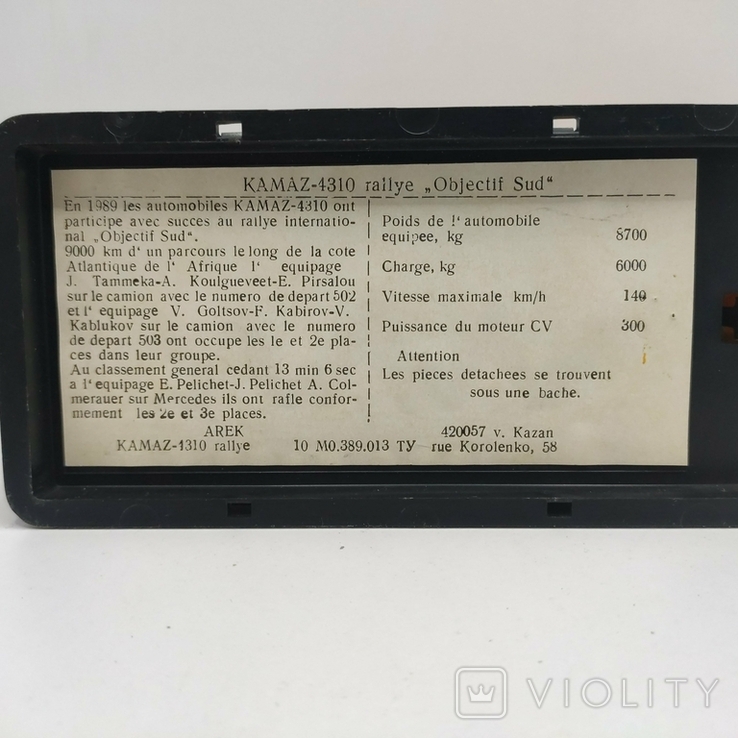 KAMAZ-4310 rallye „Objectif Sud“
En 1989 les automobiles KAMAZ-4310 ont
participe avec succes au rallye internatio-
nal „Objectif Sud“.
9000 km d‘ un parcours le long de la cote
Atlantique de l‘ Afrique l‘ equipage
J. Tammeka-A. Koulgueveet-E. Pirsalou
sur le camion avec le numero de depart 502
et l‘ equipage V. Goltsov-F. Kabirov-V.
Kablukov sur le camion avec le numero
de depart 503 ont occupe les le et 2e pla-
ces dans leur groupe.
Au classement general cedant 13 min 6 sec
a l‘ equipage E. Pelichet-J. Pelichet A. Col-
merauer sur Mercedes ils ont rafle confor-
mement les 2e et 3e places.
Poids de l‘ automobile
equipee, kg 8700
Charge, kg 6000
Vitesse maximale km/h 140
Puissance du moteur CV 300
Attention
Les pieces detachees se trouvent
sous une bache.
AREK
KAMAZ-4310 rallye
10 МО.389.013 ТУ
420057 v. Kazan
rue Korolenko, 58
VIOLITY